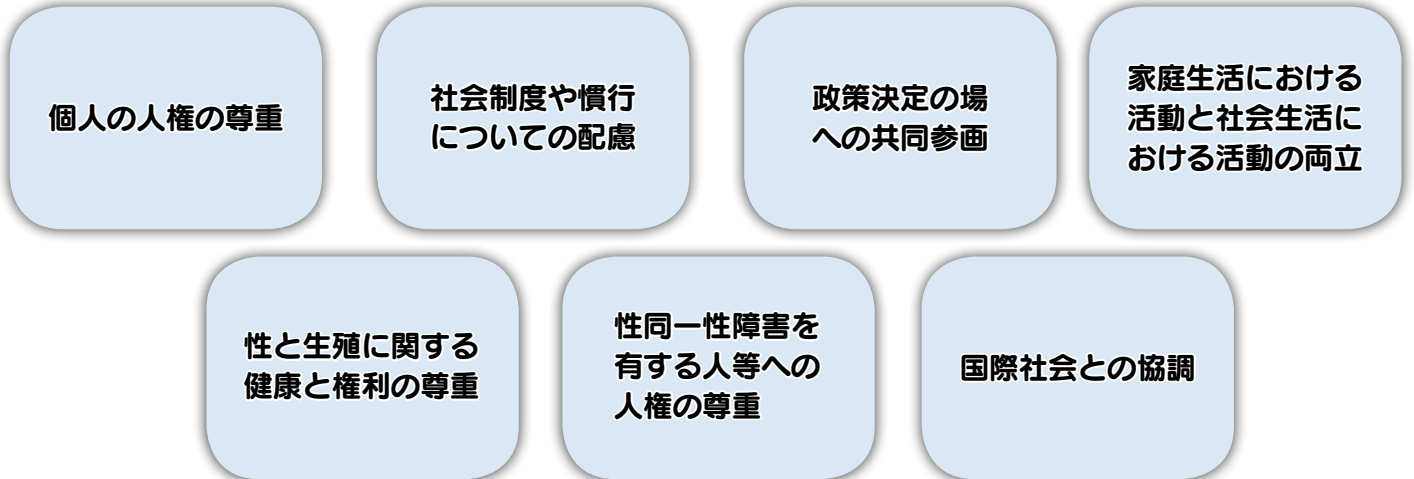 個人の人権の尊重
社会制度や慣行
についての配慮
政策決定の場
への共同参画
家庭生活における
活動と社会生活に
おける活動の両立
性と生殖に関する
健康と権利の尊重
性同一性障害を
有する人等への
人権の尊重
国際社会との協調